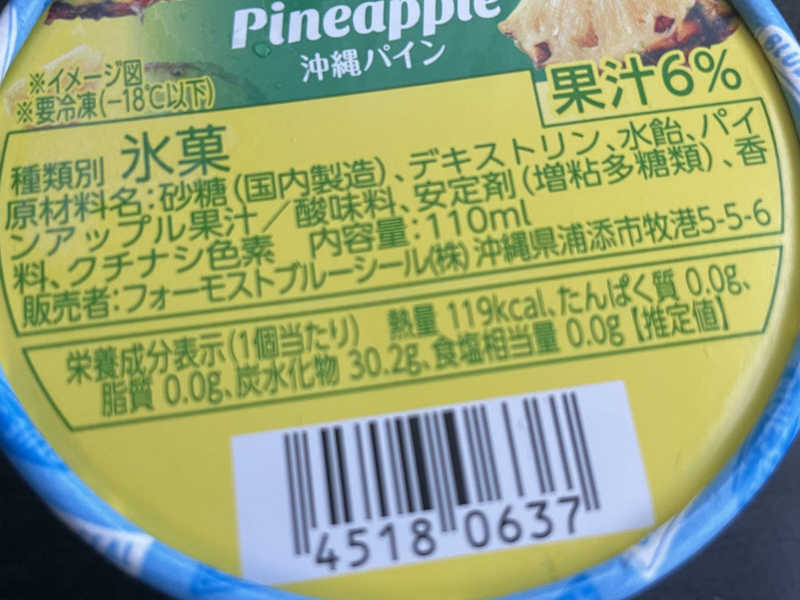 Pineapple
沖縄パイン
※イメージ図
※要冷凍(−18℃以下)
果汁6%
種類別 氷菓
原材料名:砂糖(国内製造)、デキストリン、水飴、パイ
ンアップル果汁/酸味料、安定剤(増粘多糖類)、香
料、クチナシ色素 内容量:110ml
販売者:フォーモストブルーシール(株) 沖縄県浦添市牧港5-5-6
栄養成分表示(1個当たり) 熱量 119kcal、たんぱく質 0.0g、
脂質 0.0g、炭水化物 30.2g、食塩相当量 0.0g【推定値】
4518 0637